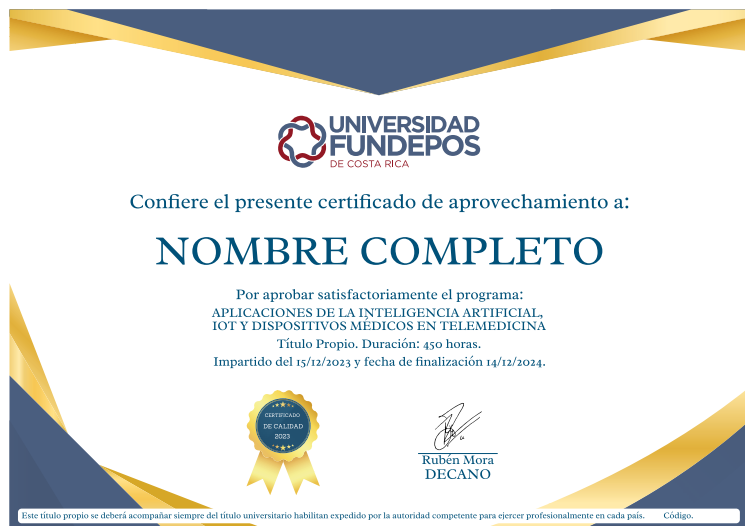 UNIVERSIDAD
FUNDEPOS
DE COSTA RICA
Confiere el presente certificado de aprovechamiento a:
NOMBRE COMPLETO
Por aprobar satisfactoriamente el programa:
APLICACIONES DE LA INTELIGENCIA ARTIFICIAL,
IOT Y DISPOSITIVOS MÉDICOS EN TELEMEDICINA
Título Propio. Duración: 450 horas.
Impartido del 15/12/2023 y fecha de finalización 14/12/2024.
CERTIFICADO
DE CALIDAD
2023
Rubén Mora
DECANO
Este título propio se deberá acompañar siempre del título universitario habilitan expedido por la autoridad competente para ejercer profesionalmente en cada país. Código.